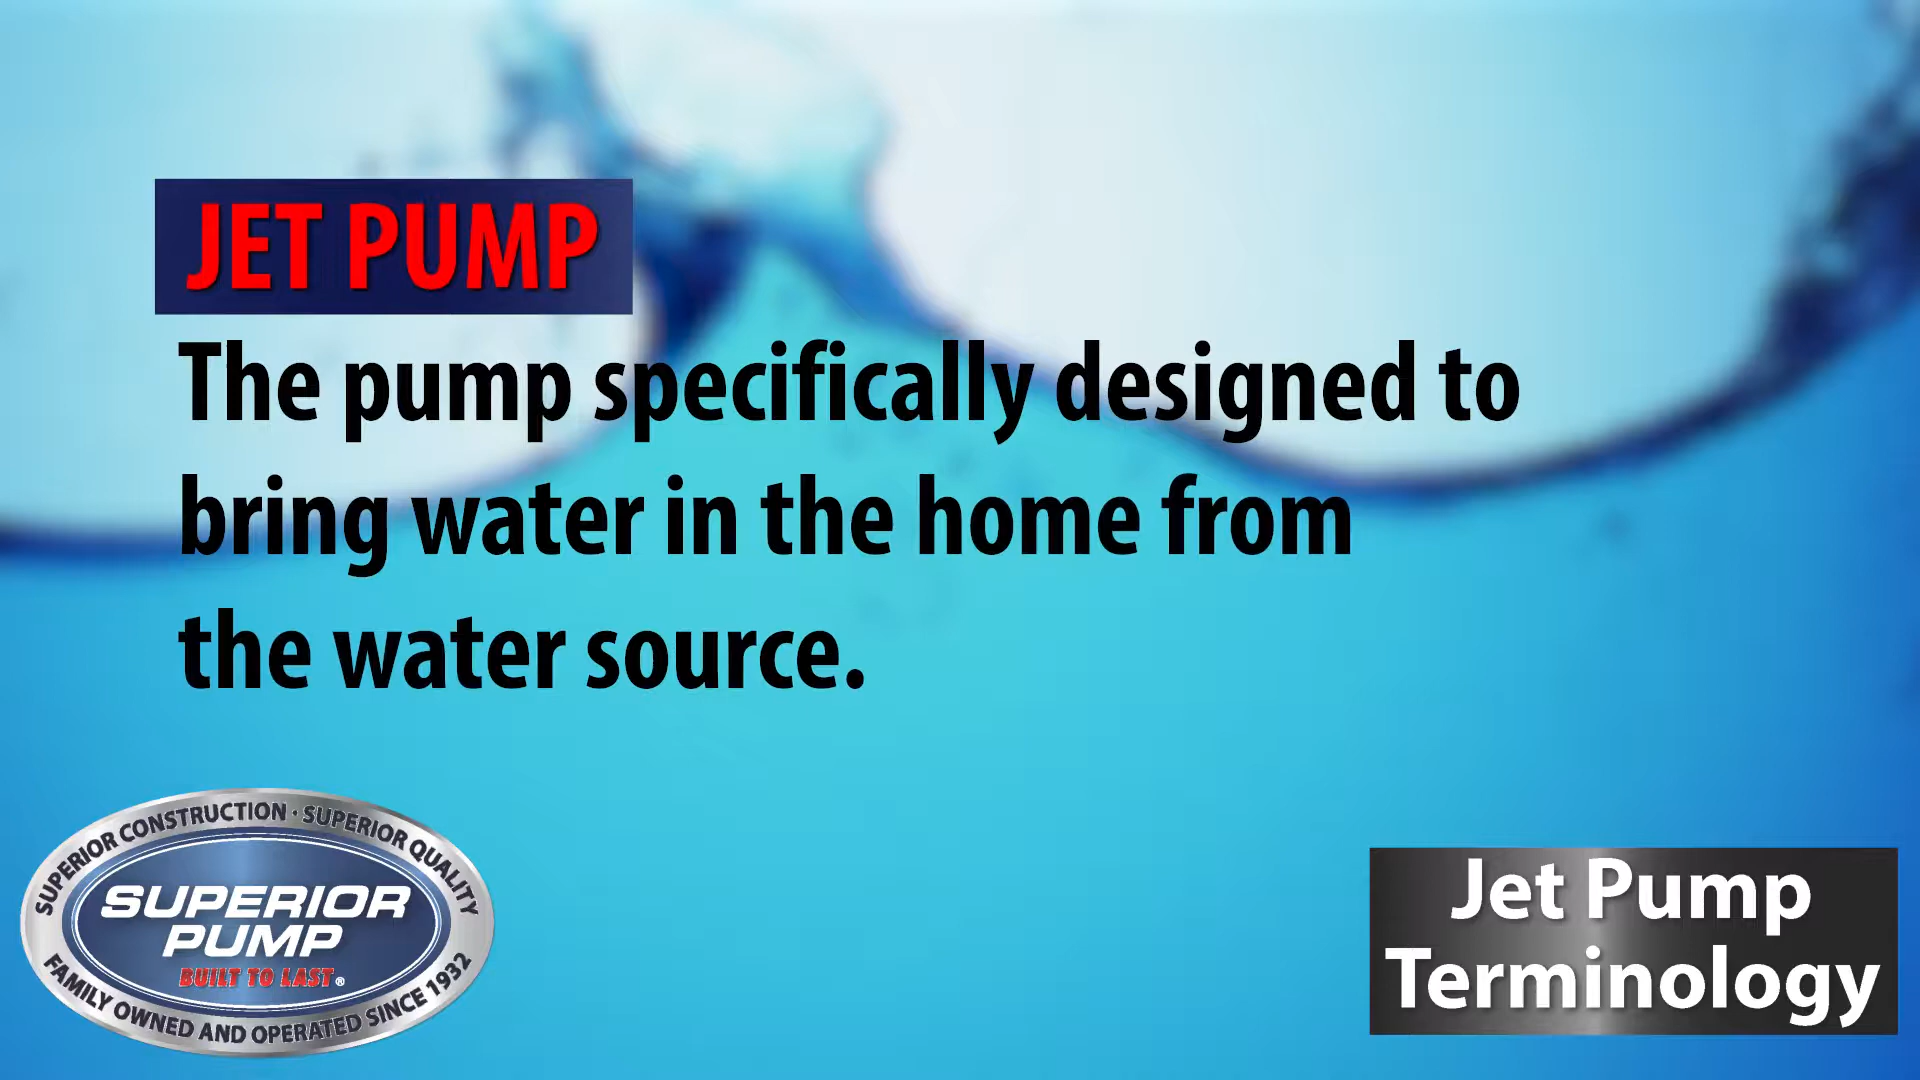 JET PUMP
The pump specifically designed to
bring water in the home from
the water source.
SUPERIOR CONSTRUCTION · SUPERIOR QUALITY
SUPERIOR
PUMP
BUILT TO LAST®
FAMILY OWNED AND OPERATED SINCE 1932
Jet Pump
Terminology